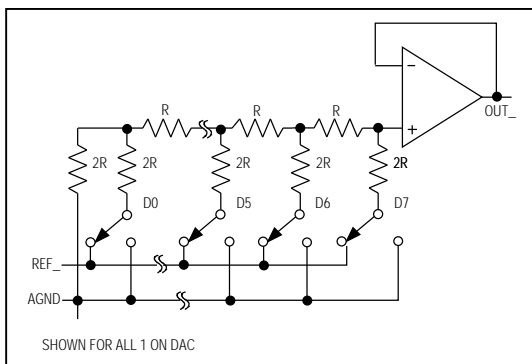 R
R
R
−
+
OUT_
2R
2R
2R
2R
2R
D0
D5
D6
D7
REF_
AGND
SHOWN FOR ALL 1 ON DAC